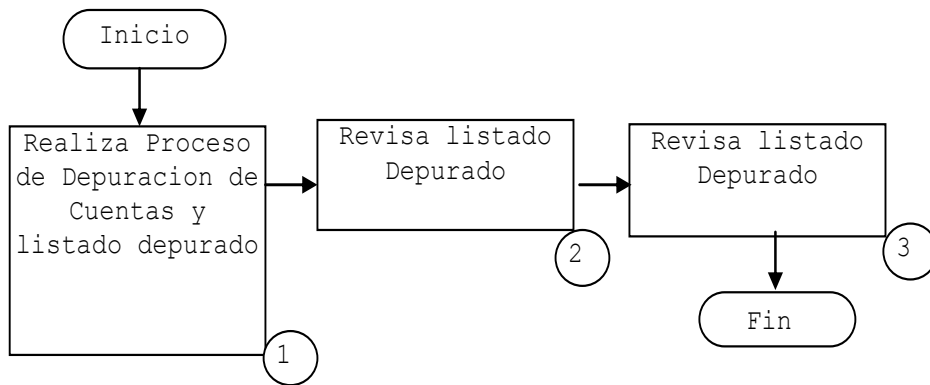 Inicio
Realiza Proceso
de Depuracion de
Cuentas y
listado depurado
1
Revisa listado
Depurado
2
Revisa listado
Depurado
3
Fin